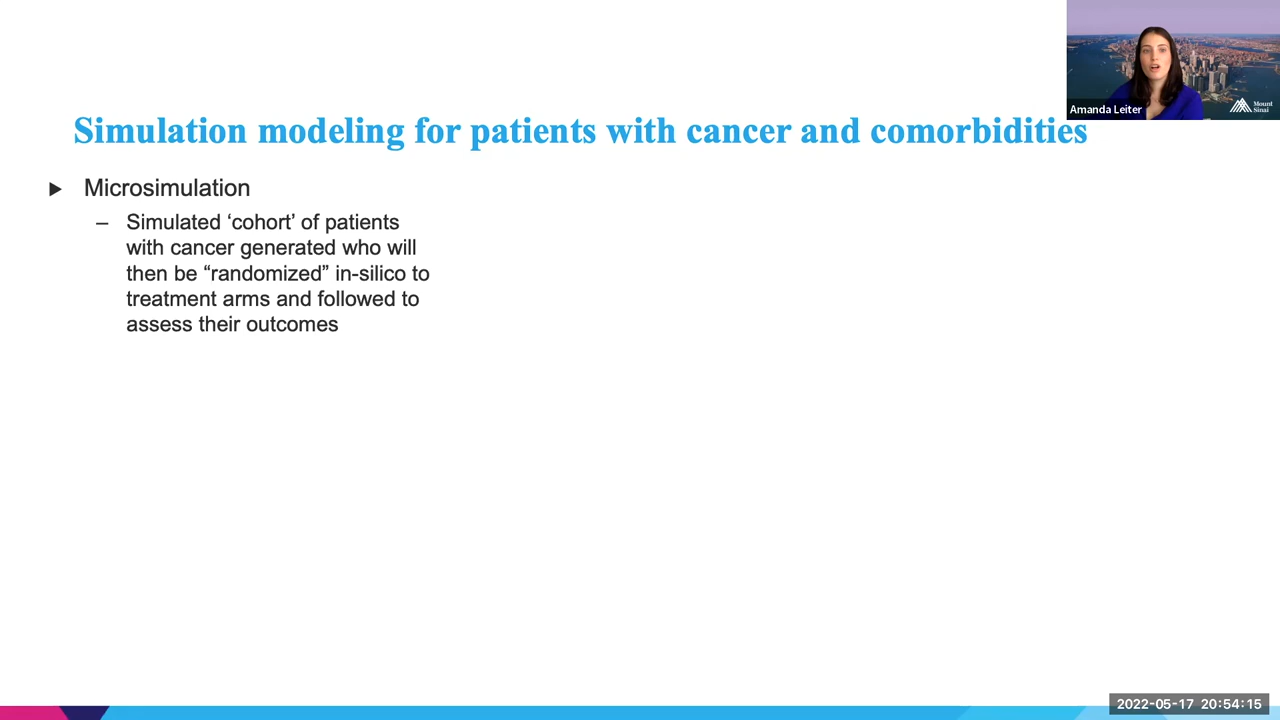 Amanda Leiter
Mount
Sinai
Simulation modeling for patients with cancer and comorbidities
Microsimulation
– Simulated ‘cohort’ of patients
with cancer generated who will
then be “randomized” in-silico to
treatment arms and followed to
assess their outcomes
2022-05-17 20:54:15